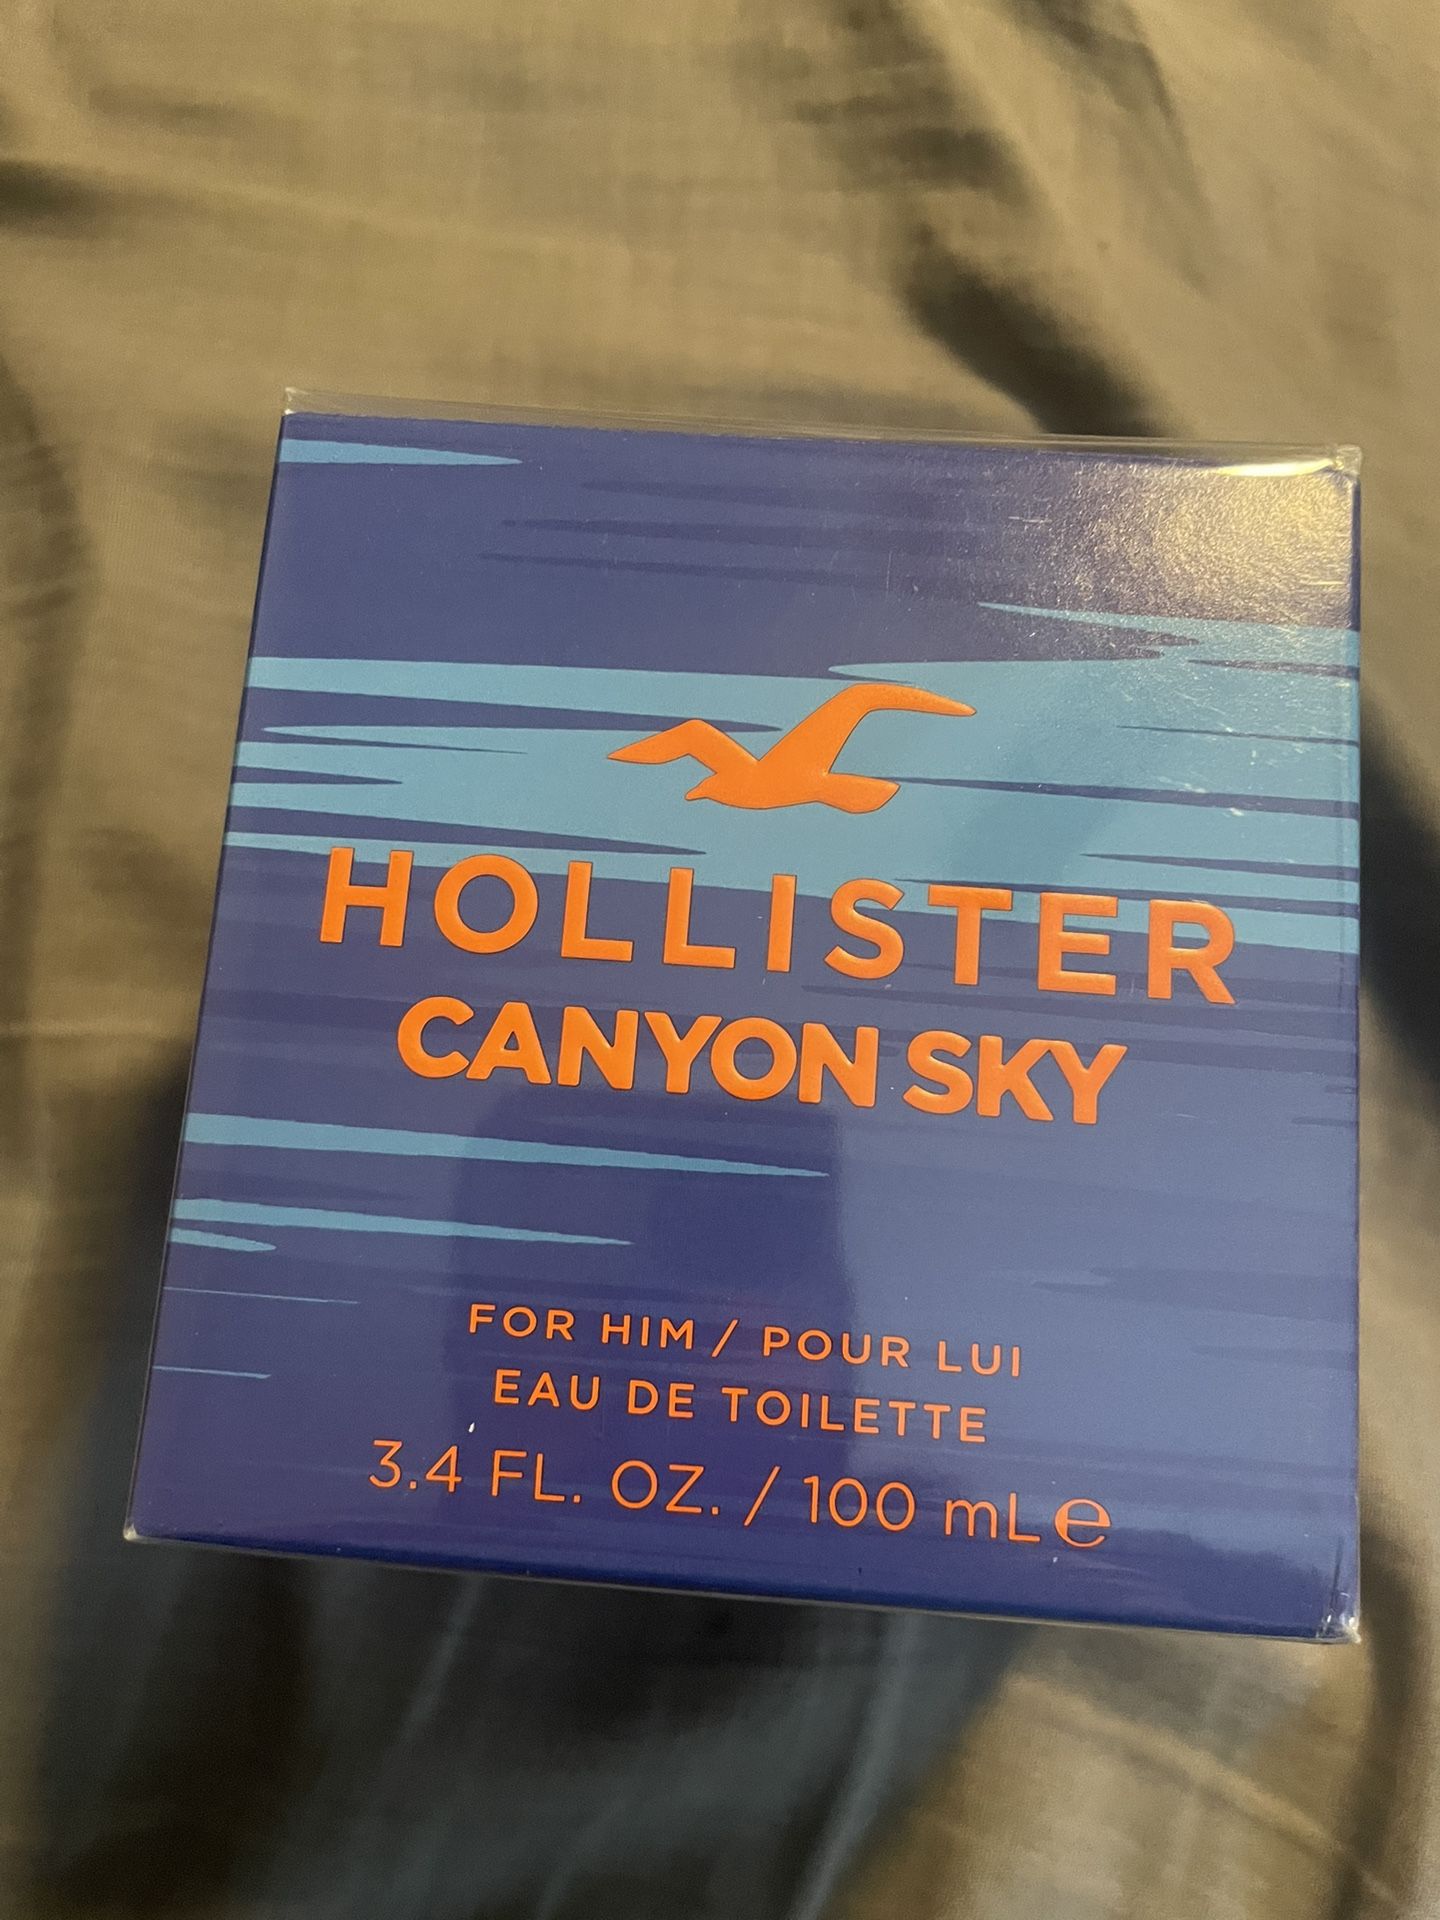 HOLLISTER
CANYON SKY
FOR HIM / POUR LUI
EAU DE TOILETTE
3.4 FL. OZ. / 100 mL ℮